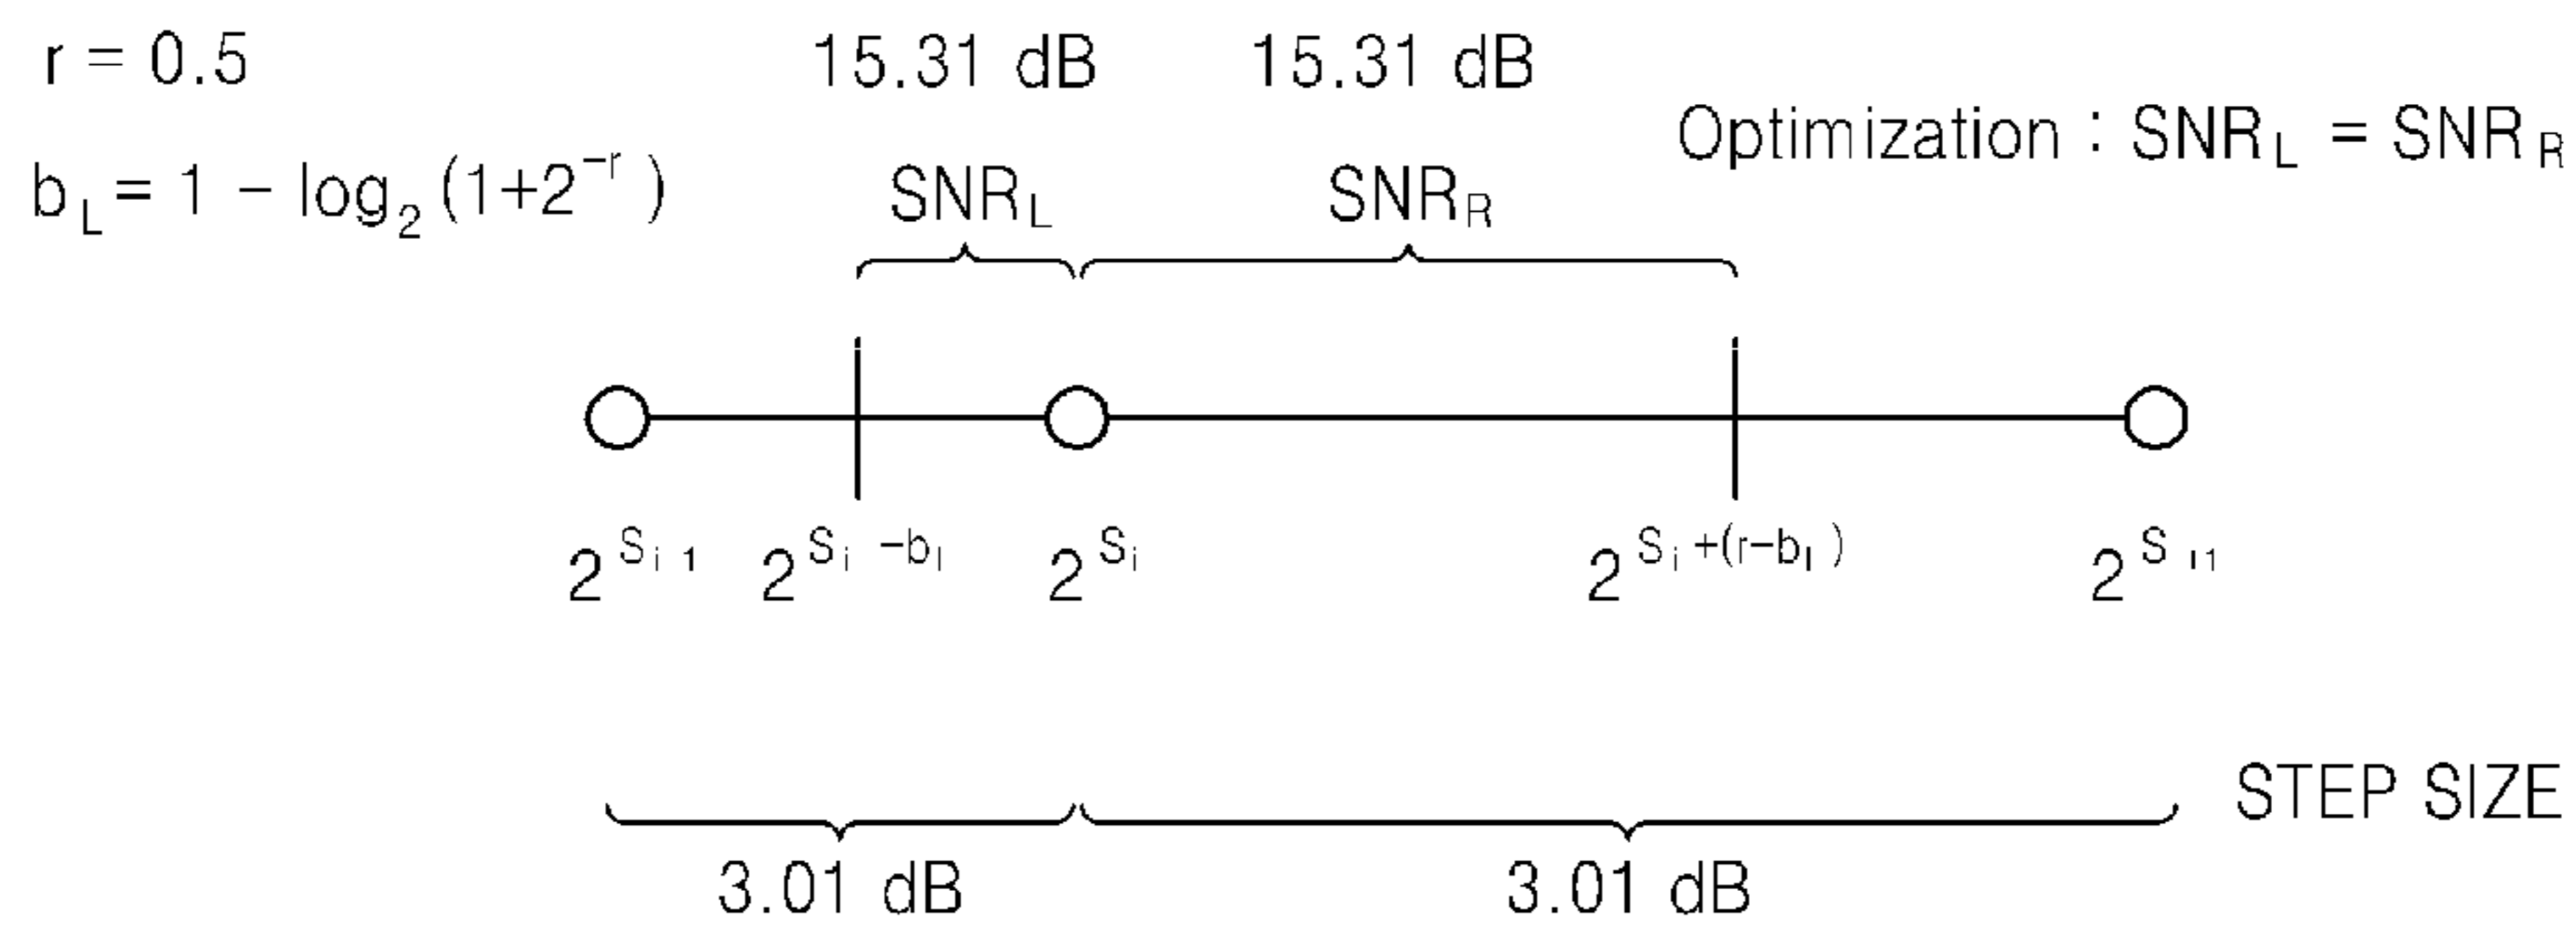 r = 0.5
b_L = 1 - log_2 (1+2^-r )
15.31 dB 15.31 dB
SNR_L SNR_R
Optimization : SNR_L = SNR_R
2^S_i 1 2^S_i -b_l 2^S_i 2^S_i +(r-b_l ) 2^S
STEP SIZE
3.01 dB 3.01 dB